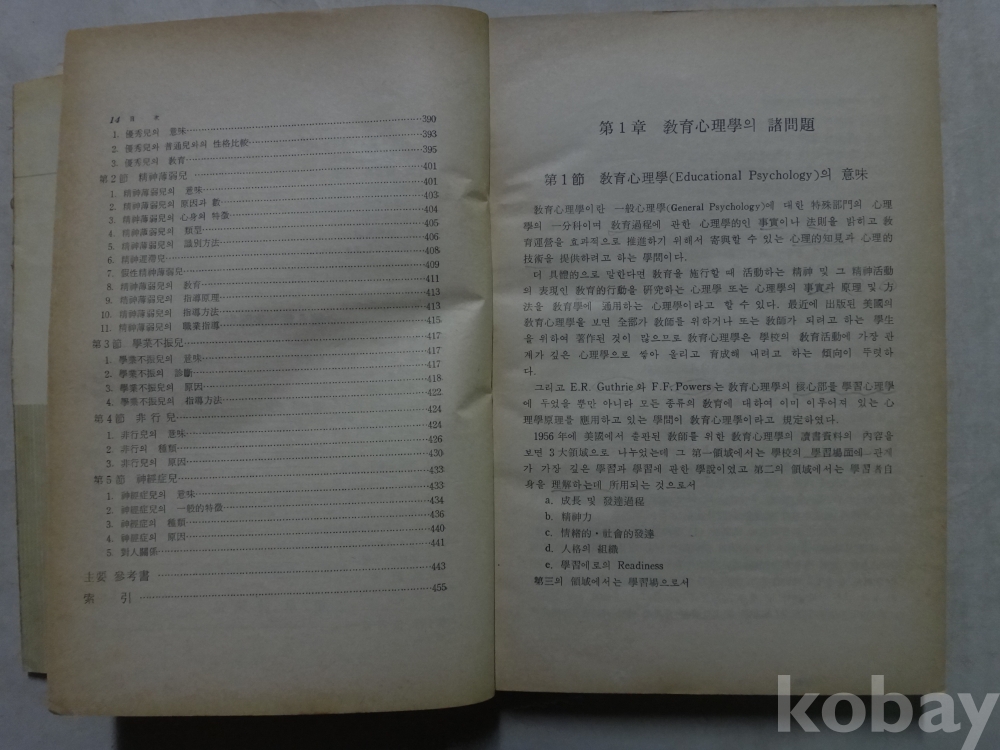 14 目 次
1. 優秀兒의 意味 390
2. 優秀兒와 普通兒와의 性格比較 393
3. 優秀兒의 敎育 395
第2節 精神薄弱兒 401
1. 精神薄弱兒의 意味 401
2. 精神薄弱兒의 原因과 數 403
3. 精神薄弱兒의 心身의 特徵 404
4. 精神薄弱兒의 類型 406
5. 精神薄弱兒의 識別方法 408
6. 精神遲滯兒 409
7. 假性精神薄弱兒 409
8. 精神薄弱兒의 敎育 411
9. 精神薄弱兒의 指導原理 413
10. 精神薄弱兒의 指導方法 413
11. 精神薄弱兒의 職業指導 415
第3節 學業不振兒 417
1. 學業不振兒의 意味 417
2. 學業不振兒의 診斷 417
3. 學業不振兒의 原因 418
4. 學業不振兒의 指導方法 422
第4節 非行兒 424
1. 非行兒의 意味 424
2. 非行의 種類 426
3. 非行兒의 原因 430
第5節 神經症兒 433
1. 神經症兒의 意味 433
2. 神經症兒의 一般的特徵 434
3. 神經症의 種類 436
4. 神經症의 原因 440
5. 對人關係 441
主要 參考書 443
索 引 455
第1章 敎育心理學의 諸問題
第1節 敎育心理學(Educational Psychology)의 意味
敎育心理學이란 一般心理學(General Psychology)에 대한 特殊部門의 心理
學의 一分科이며 敎育過程에 관한 心理學的인 事實이나 法則을 밝히고 敎
育運營을 효과적으로 推進하기 위해서 寄與할 수 있는 心理的知見과 心理的
技術을 提供하려고 하는 學問이다.
더 具體的으로 말한다면 敎育을 施行할 때 活動하는 精神 및 그 精神活動
의 表現인 敎育的行動을 硏究하는 心理學 또는 心理學의 事實과 原理 및 方
法을 敎育學에 適用하는 心理學이라고 할 수 있다. 最近에 出版된 美國의
敎育心理學을 보면 全部가 敎師를 위하거나 또는 敎師가 되려고 하는 學生
을 위하여 著作된 것이 많으므로 敎育心理學은 學校의 敎育活動에 가장 관
계가 깊은 心理學으로 쌓아 올리고 育成해 내려고 하는 傾向이 뚜렷하
다.
그리고 E.R. Guthrie와 F.F. Powers는 敎育心理學의 核心部를 學習心理學
에 두었을 뿐만 아니라 모든 종류의 敎育에 대하여 이미 이루어져 있는 心
理學原理를 應用하고 있는 學問이 敎育心理學이라고 規定하였다.
1956年에 美國에서 출판된 敎師를 위한 敎育心理學의 讀書資料의 內容을
보면 3大領域으로 나누었는데 그 第一領域에서는 學校의 學習場面에 관계
가 가장 깊은 學習과 學習에 관한 學說이었고 第二의 領域에서는 學習者自
身을 理解하는데 所用되는 것으로서
a. 成長 및 發達過程
b. 精神力
c. 情緖的·社會的發達
d. 人格의 組織
e. 學習에로의 Readiness
第三의 領域에서는 學習場으로서
kobay